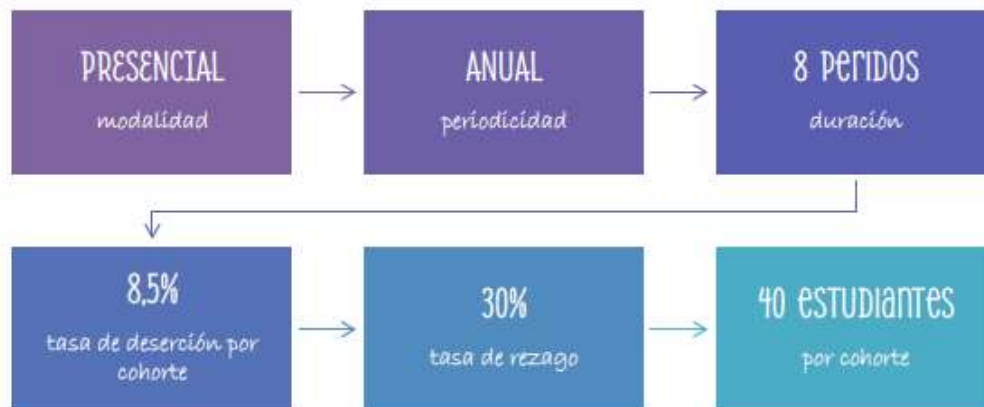 PRESENCIAL
modalidad
ANUAL
periodicidad
8 PERIDOS
duración
8,5%
tasa de deserción por
cohorte
30%
tasa de rezago
40 ESTUDIANTES
por cohorte